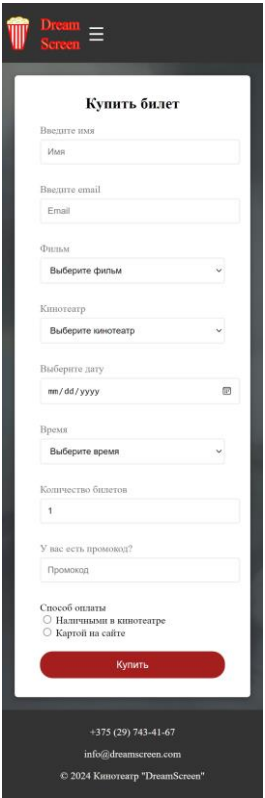 Dream
Screen
Купить билет
Введите имя
Имя
Введите email
Email
Фильм
Выберите фильм
Кинотеатр
Выберите кинотеатр
Выберите дату
mm/dd/yyyy
Время
Выберите время
Количество билетов
1
У вас есть промокод?
Промокод
Способ оплаты
Наличными в кинотеатре
Картой на сайте
Купить
+375 (29) 743-41-67
info@dreamscreen.com
© 2024 Кинотеатр "DreamScreen"